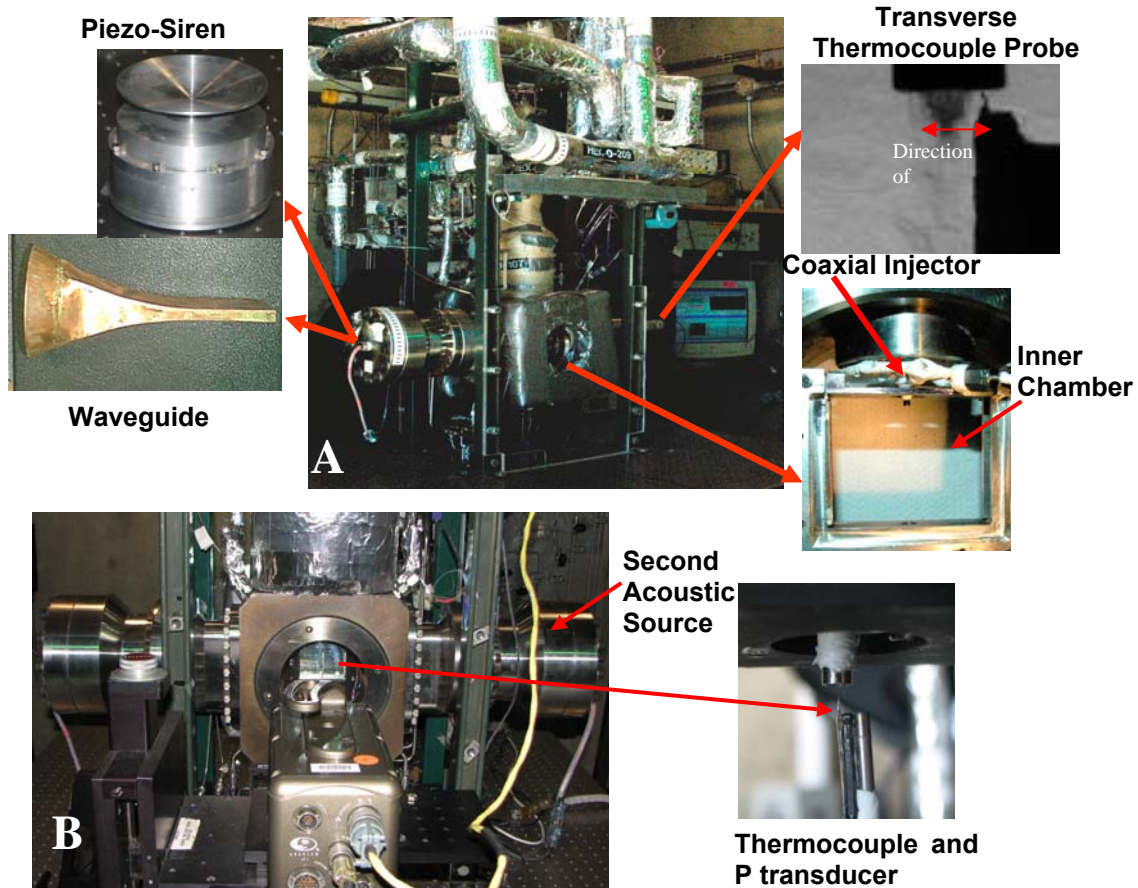 Piezo-Siren
Transverse
Thermocouple Probe
Direction
of
Coaxial Injector
Inner
Chamber
Waveguide
A
Second
Acoustic
Source
B
Thermocouple and
P transducer